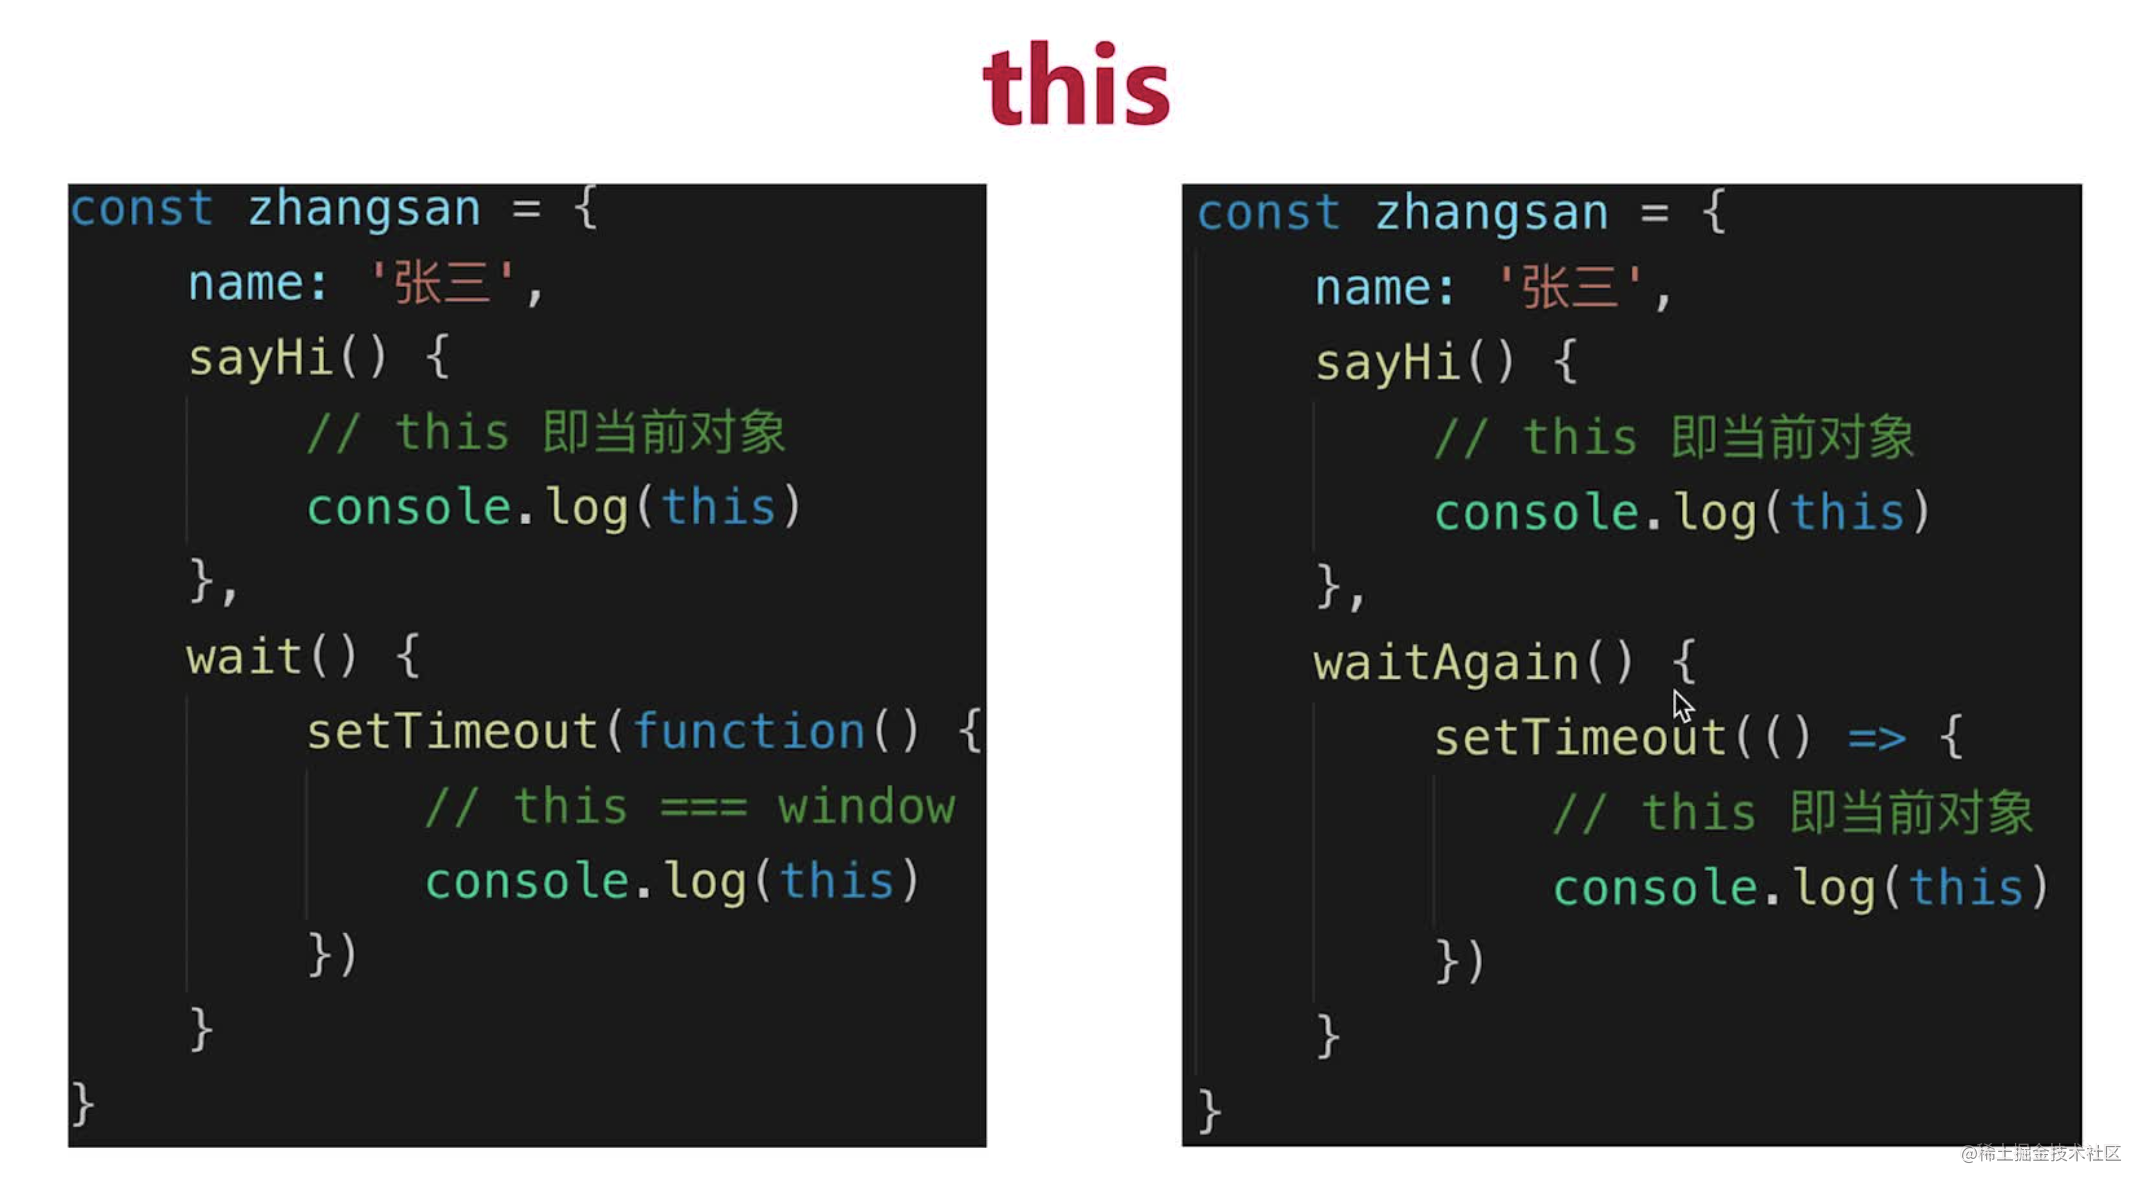 this
const zhangsan = {
    name: '张三',
    sayHi() {
        // this 即当前对象
        console.log(this)
    },
    wait() {
        setTimeout(function() {
            // this === window
            console.log(this)
        })
    }
}
const zhangsan = {
    name: '张三',
    sayHi() {
        // this 即当前对象
        console.log(this)
    },
    waitAgain() {
        setTimeout(() => {
            // this 即当前对象
            console.log(this)
        })
    }
}
@稀土掘金技术社区